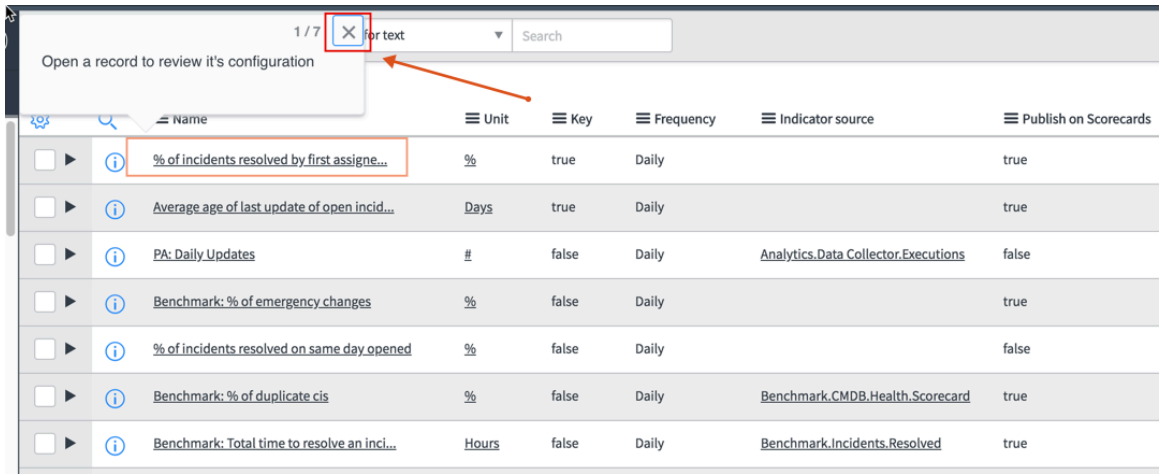 1 / 7
for text
Search
Open a record to review it's configuration
Name Unit Key Frequency Indicator source Publish on Scorecards
% of incidents resolved by first assigne... % true Daily true
Average age of last update of open incid... Days true Daily true
PA: Daily Updates # false Daily Analytics.Data Collector.Executions false
Benchmark: % of emergency changes % false Daily true
% of incidents resolved on same day opened % false Daily false
Benchmark: % of duplicate cis % false Daily Benchmark.CMDB.Health.Scorecard true
Benchmark: Total time to resolve an inci... Hours false Daily Benchmark.Incidents.Resolved true